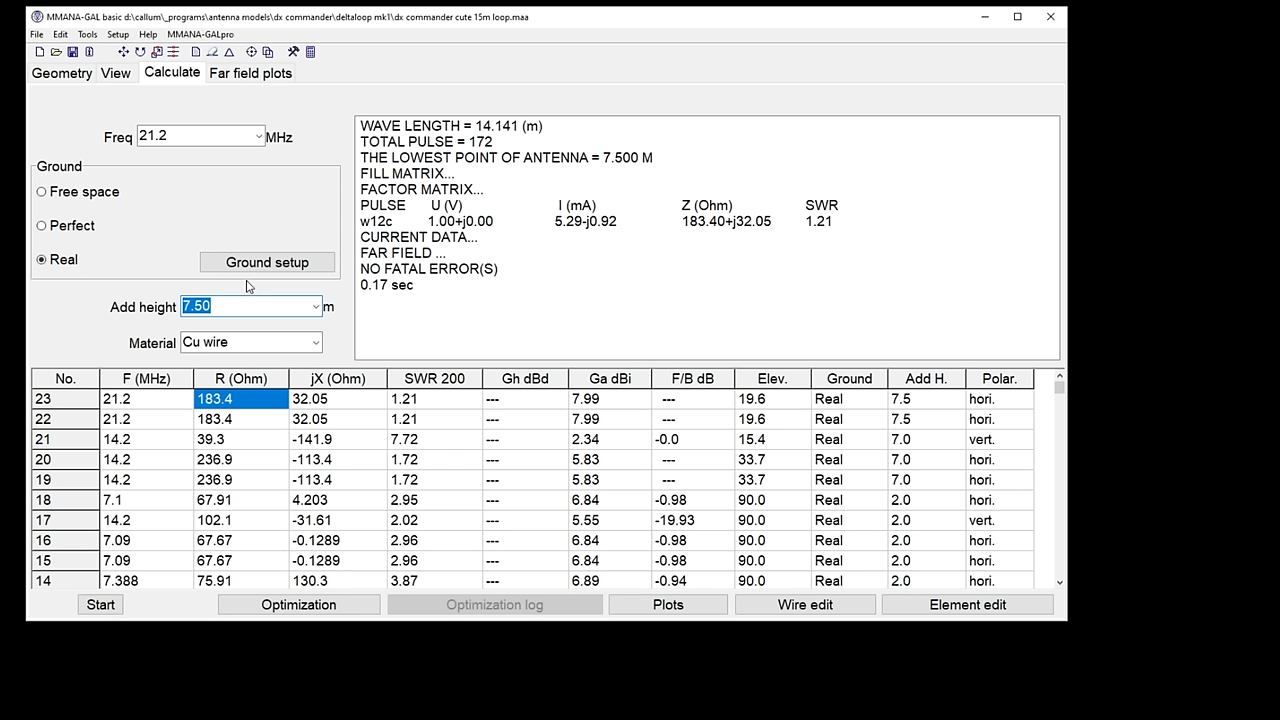 MMANA-GAL basic d:\callum\_programs\antenna models\dx commander\deltaloop mk1\dx commander cute 15m loop.maa
File Edit Tools Setup Help MMANA-GALpro
Geometry View Calculate Far field plots
Freq 21.2 MHz
Ground
Free space
Perfect
Real Ground setup
Add height 7.50 m
Material Cu wire
WAVE LENGTH = 14.141 (m)
TOTAL PULSE = 172
THE LOWEST POINT OF ANTENNA = 7.500 M
FILL MATRIX...
FACTOR MATRIX...
PULSE U (V) I (mA) Z (Ohm) SWR
w12c 1.00+j0.00 5.29-j0.92 183.40+j32.05 1.21
CURRENT DATA...
FAR FIELD ...
NO FATAL ERROR(S)
0.17 sec
No. F (MHz) R (Ohm) jX (Ohm) SWR 200 Gh dBd Ga dBi F/B dB Elev. Ground Add H. Polar.
23 21.2 183.4 32.05 1.21 --- 7.99 --- 19.6 Real 7.5 hori.
22 21.2 183.4 32.05 1.21 --- 7.99 --- 19.6 Real 7.5 hori.
21 14.2 39.3 -141.9 7.72 --- 2.34 -0.0 15.4 Real 7.0 vert.
20 14.2 236.9 -113.4 1.72 --- 5.83 --- 33.7 Real 7.0 hori.
19 14.2 236.9 -113.4 1.72 --- 5.83 --- 33.7 Real 7.0 hori.
18 7.1 67.91 4.203 2.95 --- 6.84 -0.98 90.0 Real 2.0 hori.
17 14.2 102.1 -31.61 2.02 --- 5.55 -19.93 90.0 Real 2.0 vert.
16 7.09 67.67 -0.1289 2.96 --- 6.84 -0.98 90.0 Real 2.0 hori.
15 7.09 67.67 -0.1289 2.96 --- 6.84 -0.98 90.0 Real 2.0 hori.
14 7.388 75.91 130.3 3.87 --- 6.89 -0.94 90.0 Real 2.0 hori.
Start Optimization Optimization log Plots Wire edit Element edit